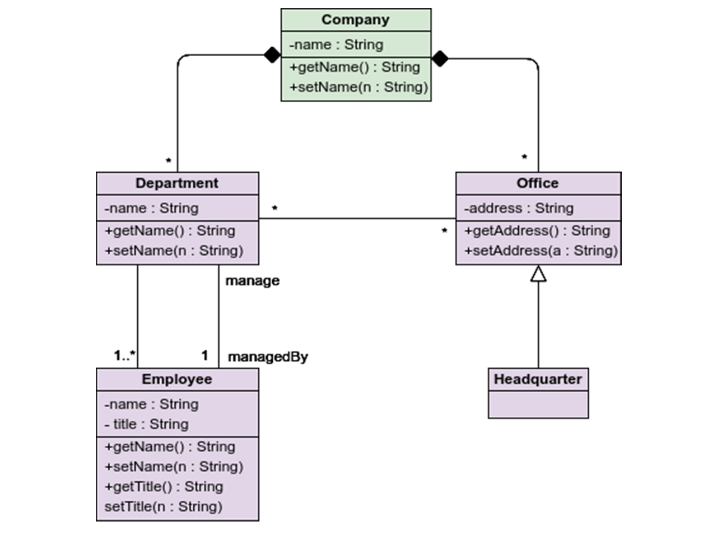 Company
-name : String
+getName() : String
+setName(n : String)
*
*
Department
-name : String
+getName() : String
+setName(n : String)
*
*
Office
-address : String
+getAddress() : String
+setAddress(a : String)
manage
1..*
1
managedBy
Employee
-name : String
- title : String
+getName() : String
+setName(n : String)
+getTitle() : String
setTitle(n : String)
Headquarter